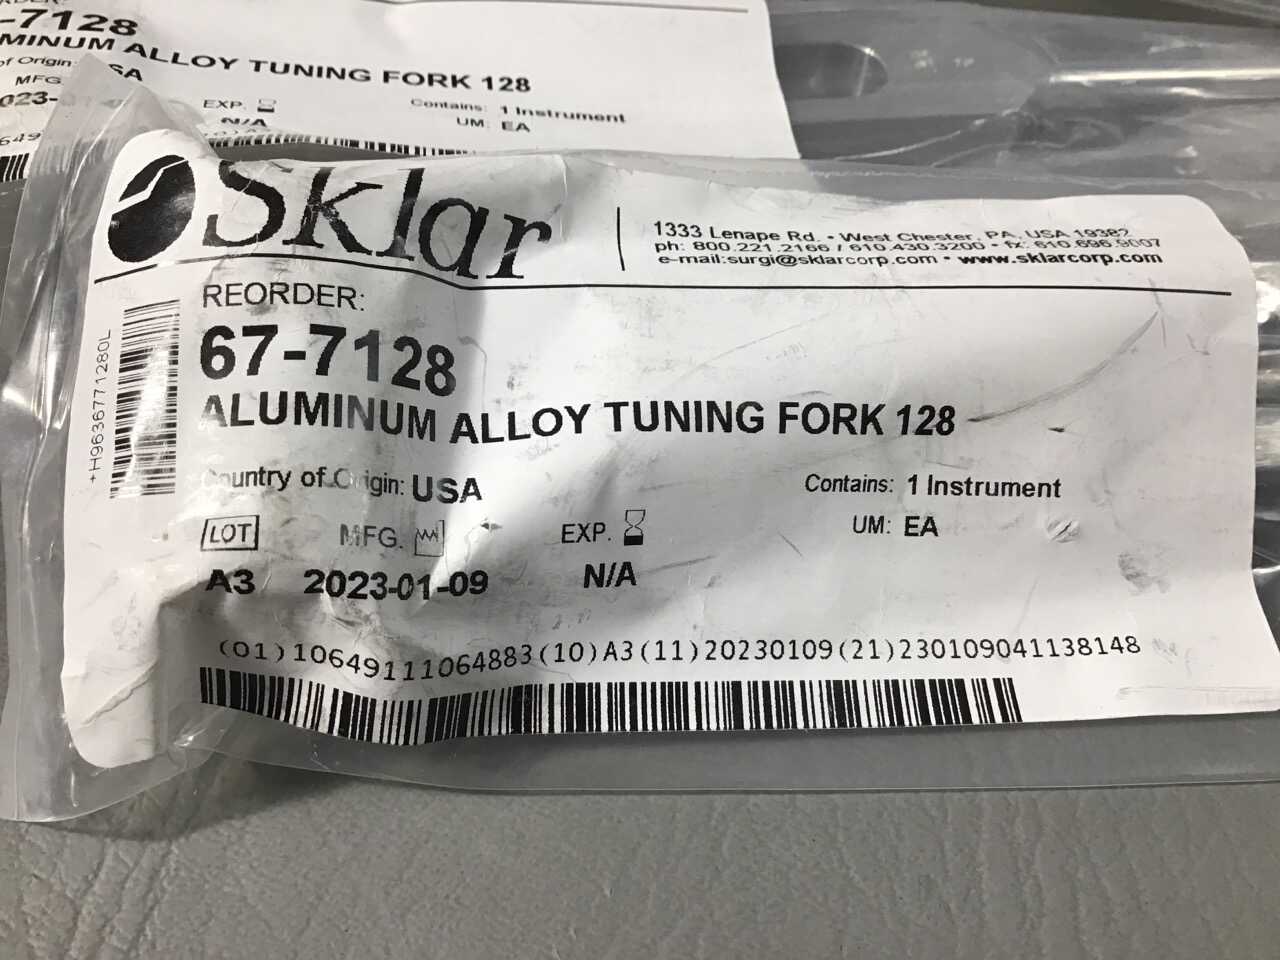 -7128
MINUM ALLOY TUNING FORK 128
of Origin: USA
MFG.
EXP.
Contains: 1 Instrument
N/A
UM: EA
Sklar
1333 Lenape Rd. • West Chester, PA, USA 19382
ph: 800.221.2166 / 610.430.3200 • fx: 610.696.9007
e-mail:surgi@sklarcorp.com • www.sklarcorp.com
+H9636771280L
REORDER:
67-7128
ALUMINUM ALLOY TUNING FORK 128
Country of Origin: USA
Contains: 1 Instrument
LOT MFG. EXP. UM: EA
A3 2023-01-09 N/A
(01)10649111064883(10)A3(11)20230109(21)230109041138148